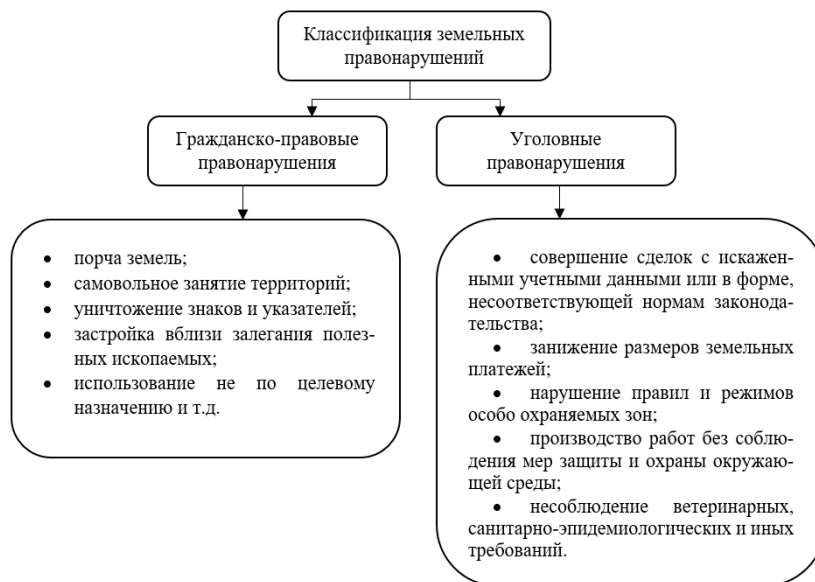 Классификация земельных
правонарушений
Гражданско-правовые
правонарушения
Уголовные
правонарушения
• порча земель;
• самовольное занятие территорий;
• уничтожение знаков и указателей;
• застройка вблизи залегания полез-
ных ископаемых;
• использование не по целевому
назначению и т.д.
• совершение сделок с искажен-
ными учетными данными или в форме,
несоответствующей нормам законода-
тельства;
• занижение размеров земельных
платежей;
• нарушение правил и режимов
особо охраняемых зон;
• производство работ без соблю-
дения мер защиты и охраны окружаю-
щей среды;
• несоблюдение ветеринарных,
санитарно-эпидемиологических и иных
требований.